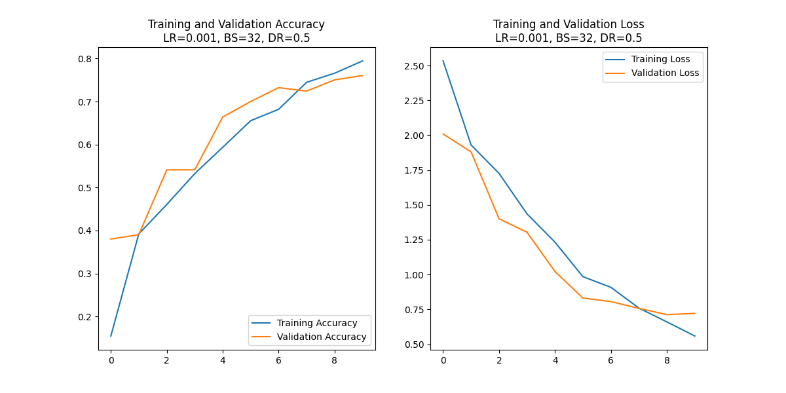 Training and Validation Accuracy
LR=0.001, BS=32, DR=0.5
0.8
0.7
0.6
0.5
0.4
0.3
0.2
0 2 4 6 8
Training Accuracy
Validation Accuracy
Training and Validation Loss
LR=0.001, BS=32, DR=0.5
2.50
2.25
2.00
1.75
1.50
1.25
1.00
0.75
0.50
0 2 4 6 8
Training Loss
Validation Loss